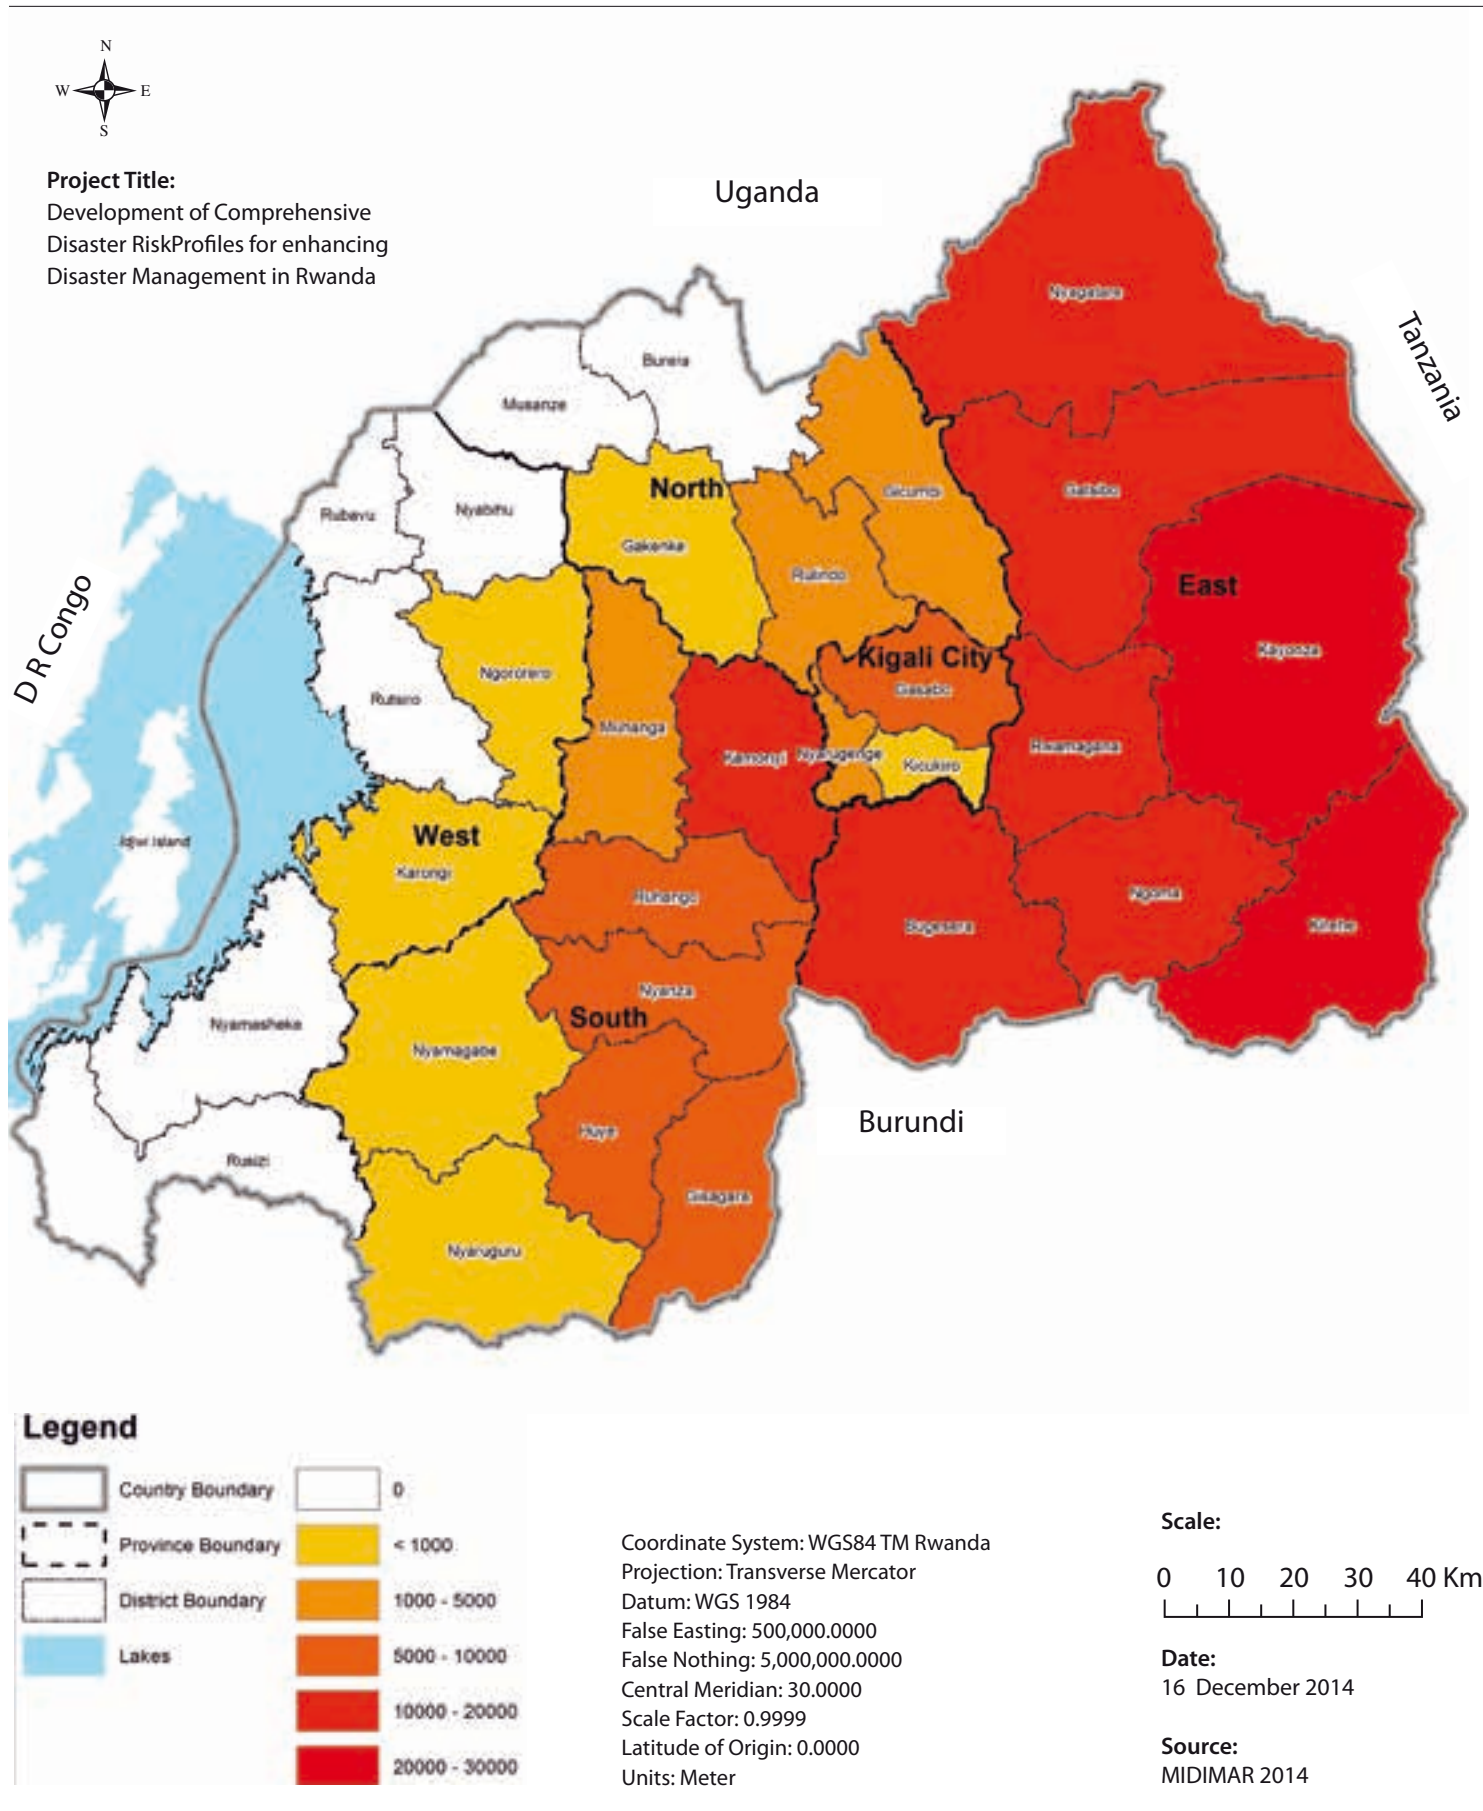 N
W E
S
Project Title:
Development of Comprehensive
Disaster RiskProfiles for enhancing
Disaster Management in Rwanda
Uganda
Tanzania
D R Congo
Burundi
Nyagatare
Burera
Musanze
Rubavu
Nyabihu
North
Gakenke
Gicumbi
Gatsibo
Rulindo
East
Kayonza
Kigali City
Gasabo
Ngororero
Rutsiro
Muhanga
Kamonyi
Nyarugenge
Kicukiro
Rwamagana
Idjwi Island
West
Karongi
Ruhango
Bugesera
Ngoma
Kirehe
Nyanza
South
Nyamasheke
Nyamagabe
Huye
Rusizi
Gisagara
Nyaruguru
Legend
Country Boundary
Province Boundary
District Boundary
Lakes
0
< 1000
1000 - 5000
5000 - 10000
10000 - 20000
20000 - 30000
Coordinate System: WGS84 TM Rwanda
Projection: Transverse Mercator
Datum: WGS 1984
False Easting: 500,000.0000
False Nothing: 5,000,000.0000
Central Meridian: 30.0000
Scale Factor: 0.9999
Latitude of Origin: 0.0000
Units: Meter
Scale:
0 10 20 30 40 Km
Date:
16 December 2014
Source:
MIDIMAR 2014